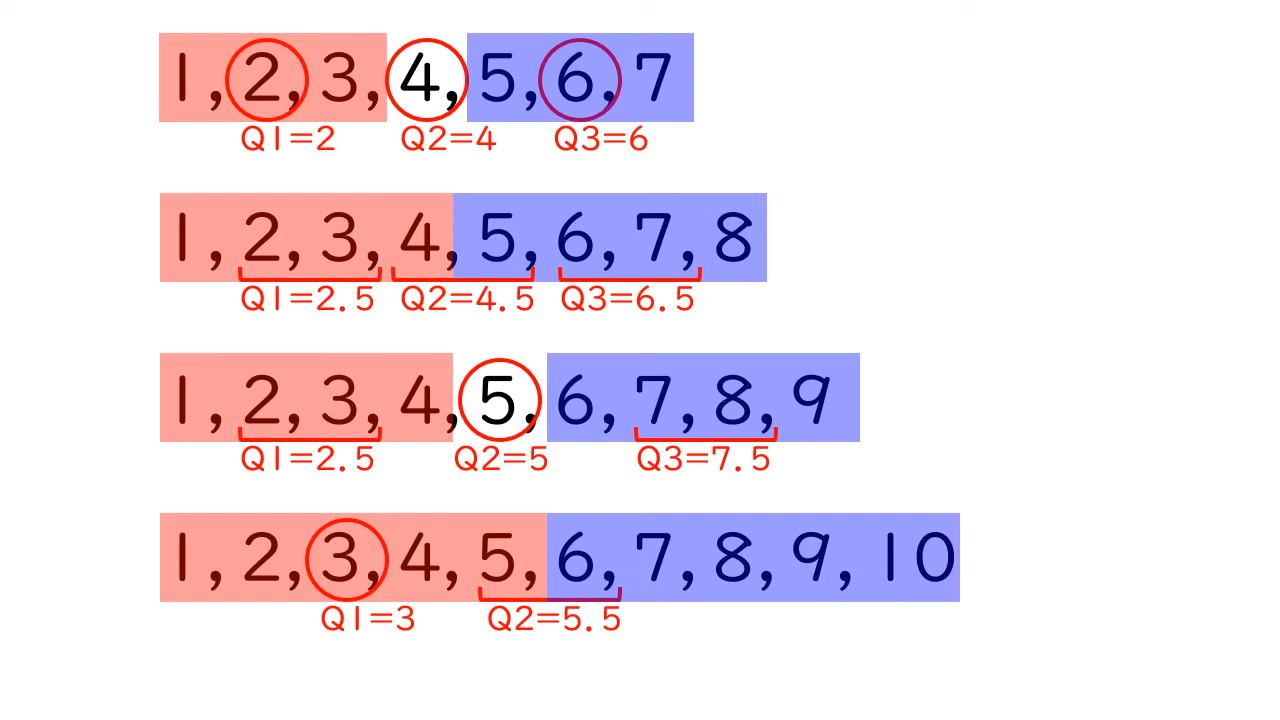 1,2,3,4,5,6,7
Q1=2 Q2=4 Q3=6
1,2,3,4,5,6,7,8
Q1=2.5 Q2=4.5 Q3=6.5
1,2,3,4,5,6,7,8,9
Q1=2.5 Q2=5 Q3=7.5
1,2,3,4,5,6,7,8,9,10
Q1=3 Q2=5.5